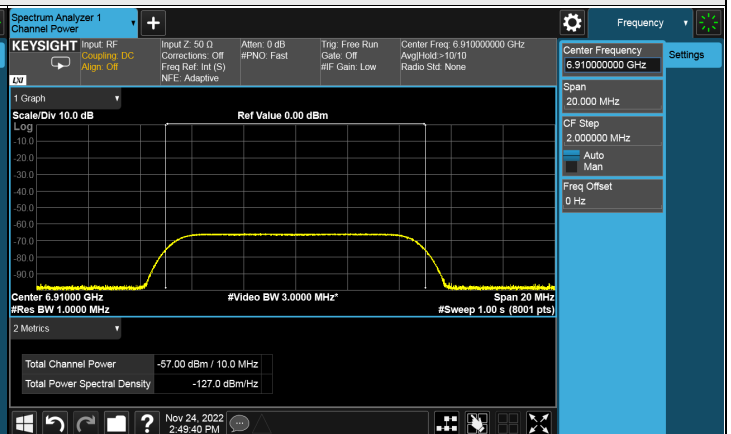 Spectrum Analyzer 1
Channel Power
+
Frequency
KEYSIGHT
Input: RF
Coupling: DC
Align: Off
Input Z: 50 Ω
Corrections: Off
Freq Ref: Int (S)
NFE: Adaptive
Atten: 0 dB
#PNO: Fast
Trig: Free Run
Gate: Off
#IF Gain: Low
Center Freq: 6.910000000 GHz
Avg|Hold:>10/10
Radio Std: None
LXI
Center Frequency
6.910000000 GHz
Settings
Span
20.000 MHz
CF Step
2.000000 MHz
Auto
Man
Freq Offset
0 Hz
1 Graph
Scale/Div 10.0 dB
Ref Value 0.00 dBm
Log
-10.0
-20.0
-30.0
-40.0
-50.0
-60.0
-70.0
-80.0
-90.0
Center 6.91000 GHz
#Video BW 3.0000 MHz*
Span 20 MHz
#Res BW 1.0000 MHz
#Sweep 1.00 s (8001 pts)
2 Metrics
Total Channel Power
-57.00 dBm / 10.0 MHz
Total Power Spectral Density
-127.0 dBm/Hz
?
Nov 24, 2022
2:49:40 PM